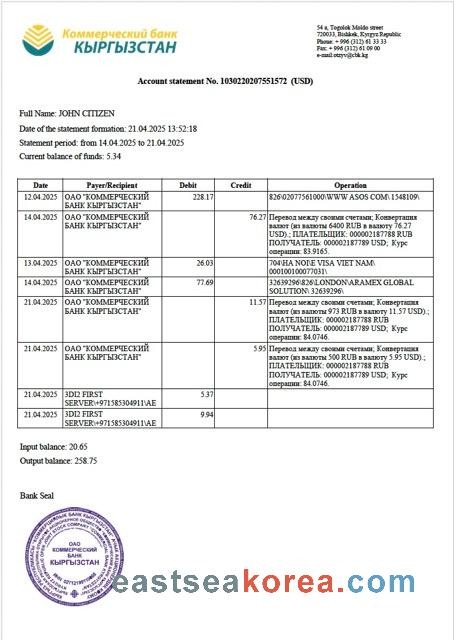 Коммерческий банк
КЫРГЫЗСТАН
54 a, Togolok Moldo street
720033, Bishkek, Kyrgyz Republic
Phone: + 996 (312) 61 33 33
Fax: + 996 (312) 61 09 00
e-mail:otzyv@cbk.kg
Account statement No. 1030220207551572 (USD)
Full Name: JOHN CITIZEN
Date of the statement formation: 21.04.2025 13:52:18
Statement period: from 14.04.2025 to 21.04.2025
Current balance of funds: 5.34
Date Payer/Recipient Debit Credit Operation
12.04.2025 ОАО "КОММЕРЧЕСКИЙ БАНК КЫРГЫЗСТАН" 228.17 826\02077561000\WWW ASOS COM\1548109\
14.04.2025 ОАО "КОММЕРЧЕСКИЙ БАНК КЫРГЫЗСТАН" 76.27 Перевод между своими счетами; Конвертация
валют (из валюты 6400 RUB в валюту 76.27
USD).; ПЛАТЕЛЬЩИК: 000002187788 RUB
ПОЛУЧАТЕЛЬ: 000002187789 USD; Курс
операции: 83.9165.
13.04.2025 ОАО "КОММЕРЧЕСКИЙ БАНК КЫРГЫЗСТАН" 26.03 704\HA NOI\E VISA VIET NAM\
000100100077031\
14.04.2025 ОАО "КОММЕРЧЕСКИЙ БАНК КЫРГЫЗСТАН" 77.69 32639296\826\LONDON\ARAMEX GLOBAL
SOLUTION\ 32639296\
21.04.2025 ОАО "КОММЕРЧЕСКИЙ БАНК КЫРГЫЗСТАН" 11.57 Перевод между своими счетами; Конвертация
валют (из валюты 973 RUB в валюту 11.57 USD).;
ПЛАТЕЛЬЩИК: 000002187788 RUB
ПОЛУЧАТЕЛЬ: 000002187789 USD; Курс
операции: 84.0746.
21.04.2025 ОАО "КОММЕРЧЕСКИЙ БАНК КЫРГЫЗСТАН" 5.95 Перевод между своими счетами; Конвертация
валют (из валюты 500 RUB в валюту 5.95 USD).;
ПЛАТЕЛЬЩИК: 000002187788 RUB
ПОЛУЧАТЕЛЬ: 000002187789 USD; Курс
операции: 84.0746.
21.04.2025 3DI2 FIRST SERVER\+971585304911\AE 5.37
21.04.2025 3DI2 FIRST SERVER\+971585304911\AE 9.94
Input balance: 20.65
Output balance: 258.75
Bank Seal
ОАО
КОММЕРЧЕСКИЙ
БАНК
КЫРГЫЗСТАН
eastseakorea.com